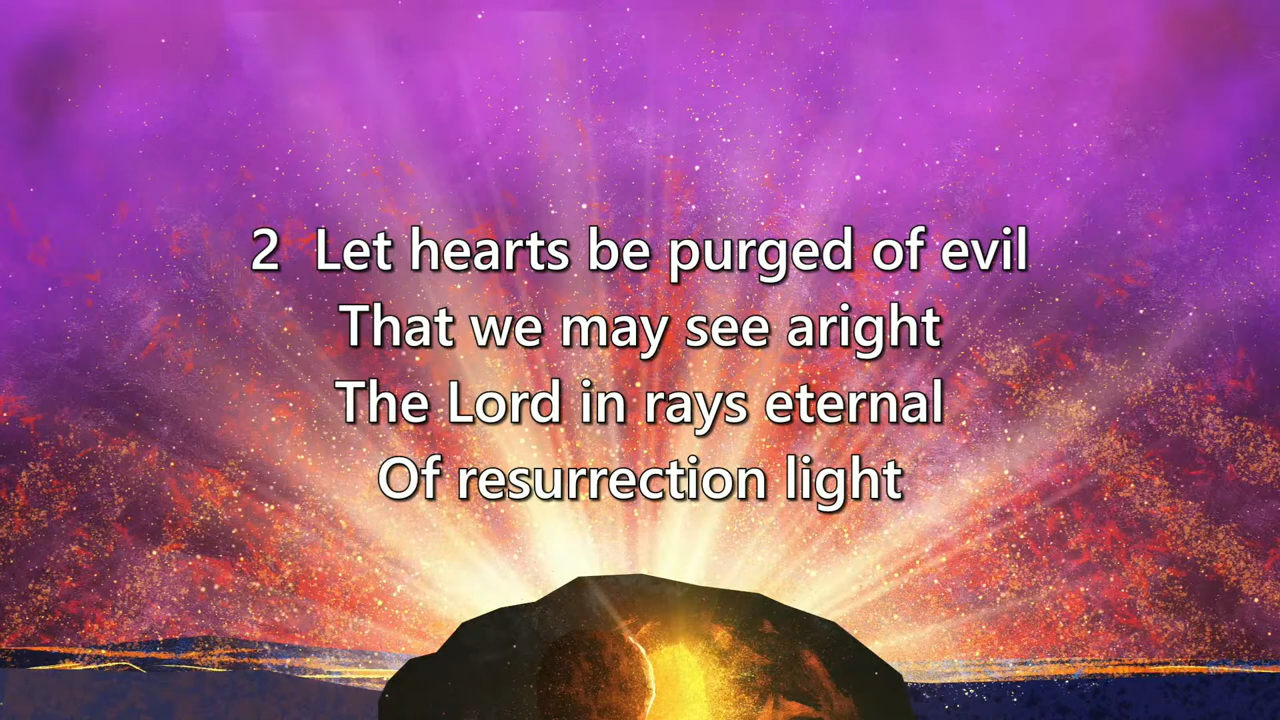 2  Let hearts be purged of evil
That we may see aright
The Lord in rays eternal
Of resurrection light